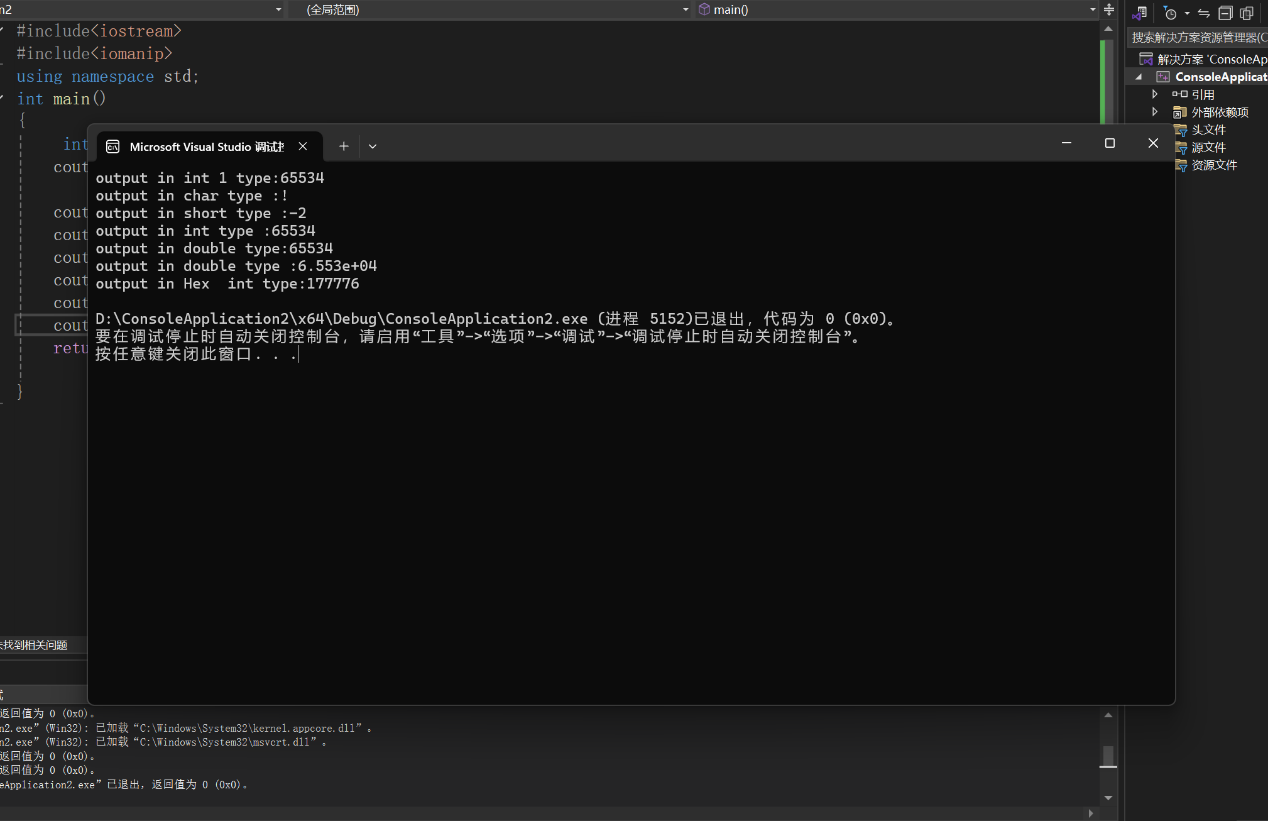 n2
(全局范围)
main()
#include<iostream>
#include<iomanip>
using namespace std;
int main()
{
int
cout
cout
cout
cout
cout
cout
cout
retu
}
Microsoft Visual Studio 调试
output in int 1 type:65534
output in char type :!
output in short type :-2
output in int type :65534
output in double type:65534
output in double type :6.553e+04
output in Hex  int type:177776
D:\ConsoleApplication2\x64\Debug\ConsoleApplication2.exe (进程 5152)已退出，代码为 0 (0x0)。
要在调试停止时自动关闭控制台，请启用“工具”->“选项”->“调试”->“调试停止时自动关闭控制台”。
按任意键关闭此窗口. . .
搜索解决方案资源管理器(C
解决方案 'ConsoleAp
ConsoleApplicat
引用
外部依赖项
头文件
源文件
资源文件
找到相关问题
返回值为 0 (0x0)。
n2.exe”(Win32): 已加载“C:\Windows\System32\kernel.appcore.dll”。
n2.exe”(Win32): 已加载“C:\Windows\System32\msvcrt.dll”。
返回值为 0 (0x0)。
返回值为 0 (0x0)。
eApplication2.exe”已退出，返回值为 0 (0x0)。